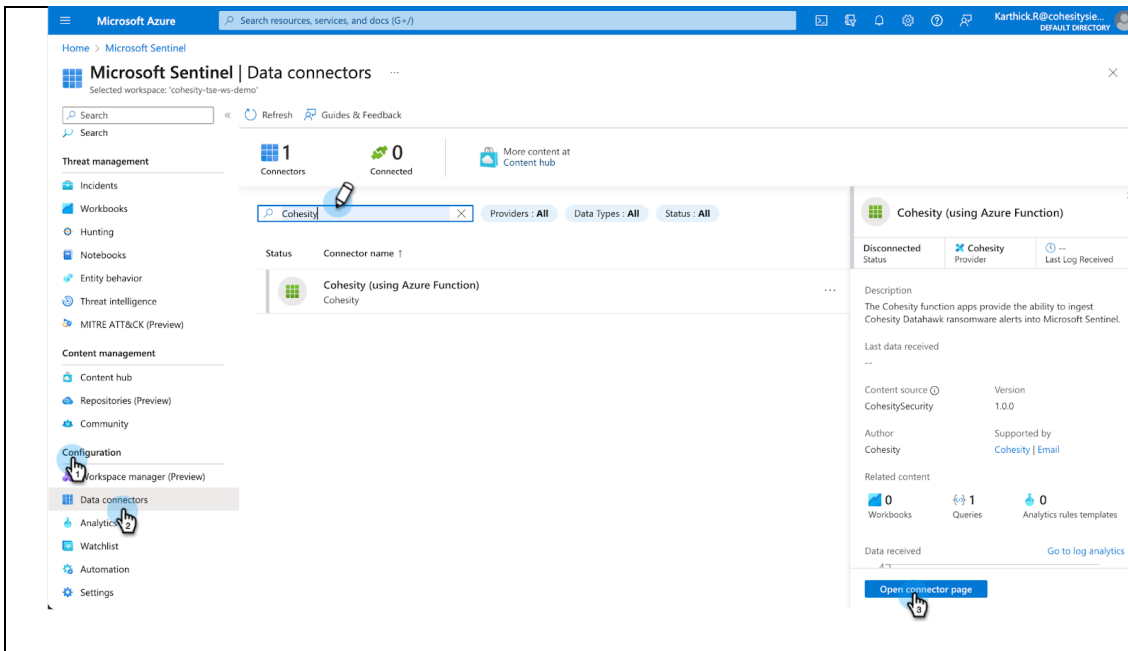 Microsoft Azure
Search resources, services, and docs (G+/)
Karthick.R@cohesitysie...
DEFAULT DIRECTORY
Home > Microsoft Sentinel
Microsoft Sentinel | Data connectors ...
Selected workspace: 'cohesity-tse-ws-demo'
Search
Search
Threat management
Incidents
Workbooks
Hunting
Notebooks
Entity behavior
Threat intelligence
MITRE ATT&CK (Preview)
Content management
Content hub
Repositories (Preview)
Community
Configuration
1
Workspace manager (Preview)
Data connectors
2
Analytics
Watchlist
Automation
Settings
Refresh Guides & Feedback
1
Connectors
0
Connected
More content at
Content hub
Cohesity
Providers : All Data Types : All Status : All
Status Connector name ↑
Cohesity (using Azure Function)
Cohesity
...
Cohesity (using Azure Function)
Disconnected Cohesity --
Status Provider Last Log Received
Description
The Cohesity function apps provide the ability to ingest
Cohesity Datahawk ransomware alerts into Microsoft Sentinel.
Last data received
--
Content source Version
CohesitySecurity 1.0.0
Author Supported by
Cohesity Cohesity | Email
Related content
0 1 0
Workbooks Queries Analytics rules templates
Data received Go to log analytics
Open connector page
3